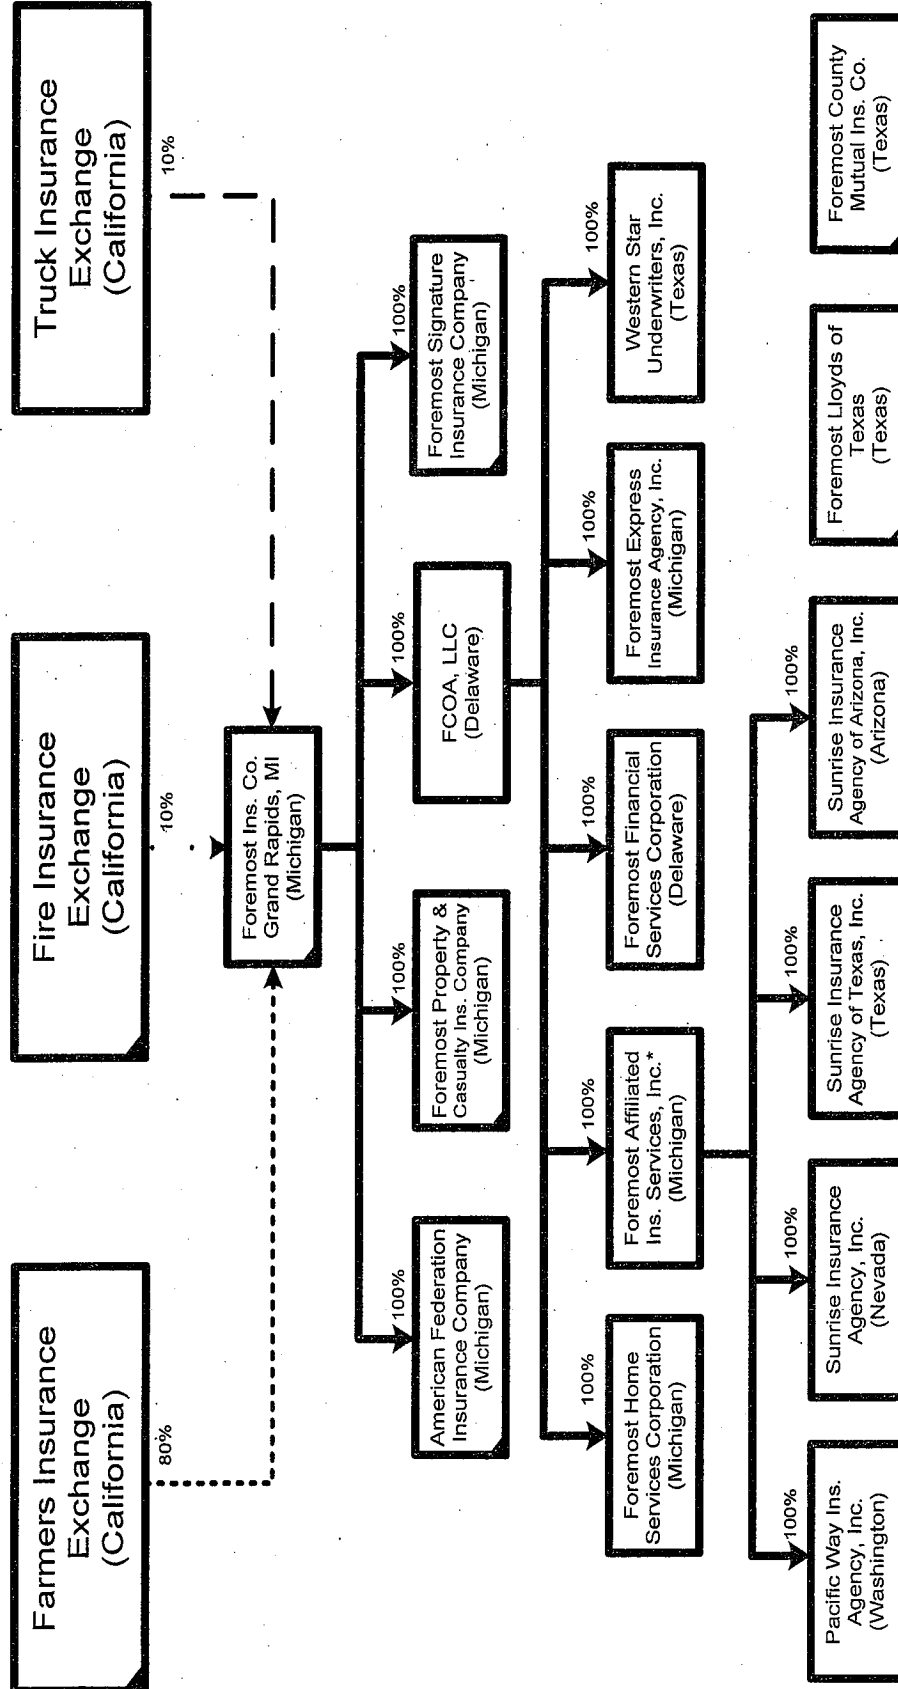 Farmers Insurance
Exchange
(California)
Fire Insurance
Exchange
(California)
Truck Insurance
Exchange
(California)
80%
10%
10%
Foremost Ins. Co.
Grand Rapids, MI
(Michigan)
100%
100%
100%
100%
American Federation
Insurance Company
(Michigan)
Foremost Property &
Casualty Ins. Company
(Michigan)
FCOA, LLC
(Delaware)
Foremost Signature
Insurance Company
(Michigan)
100%
100%
100%
100%
100%
Foremost Home
Services Corporation
(Michigan)
Foremost Affiliated
Ins. Services, Inc.*
(Michigan)
Foremost Financial
Services Corporation
(Delaware)
Foremost Express
Insurance Agency, Inc.
(Michigan)
Western Star
Underwriters, Inc.
(Texas)
100%
100%
100%
100%
Pacific Way Ins.
Agency, Inc.
(Washington)
Sunrise Insurance
Agency, Inc.
(Nevada)
Sunrise Insurance
Agency of Texas, Inc.
(Texas)
Sunrise Insurance
Agency of Arizona, Inc.
(Arizona)
Foremost Lloyds of
Texas
(Texas)
Foremost County
Mutual Ins. Co.
(Texas)